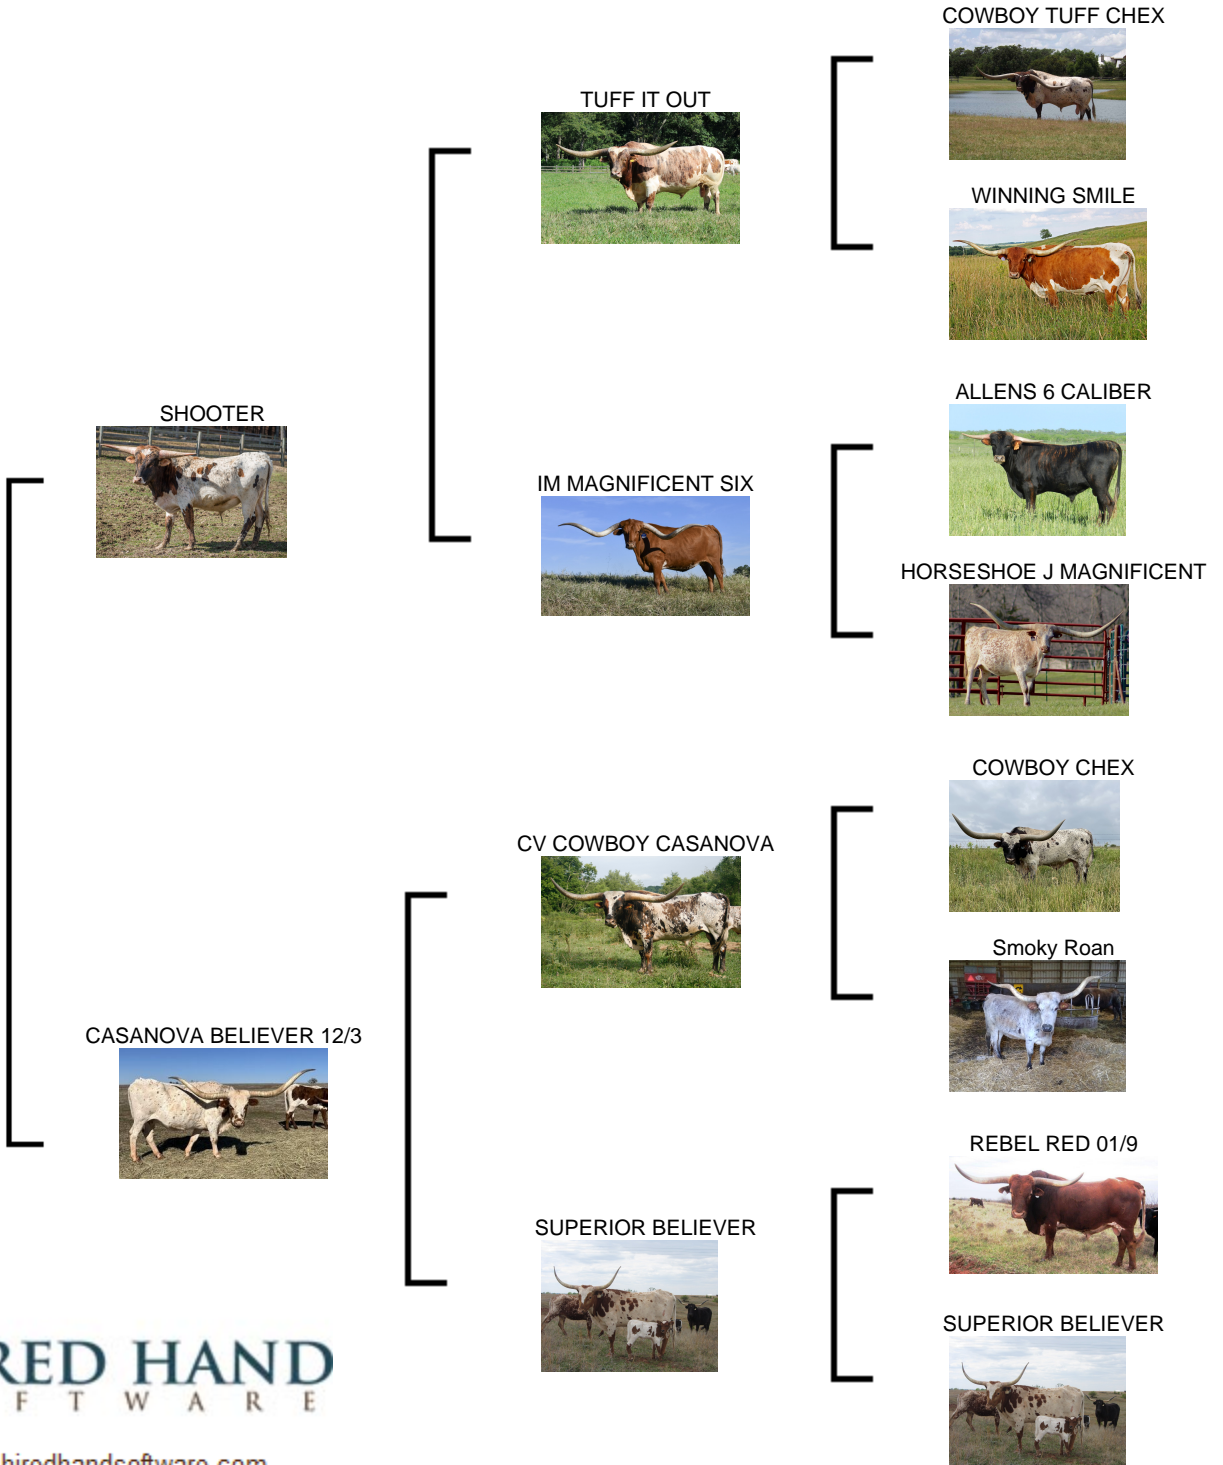 COWBOY TUFF CHEX
TUFF IT OUT
WINNING SMILE
ALLENS 6 CALIBER
SHOOTER
IM MAGNIFICENT SIX
HORSESHOE J MAGNIFICENT
COWBOY CHEX
CV COWBOY CASANOVA
Smoky Roan
CASANOVA BELIEVER 12/3
REBEL RED 01/9
SUPERIOR BELIEVER
SUPERIOR BELIEVER
RED HAND
F T W A R E
hiredhandsoftware.com